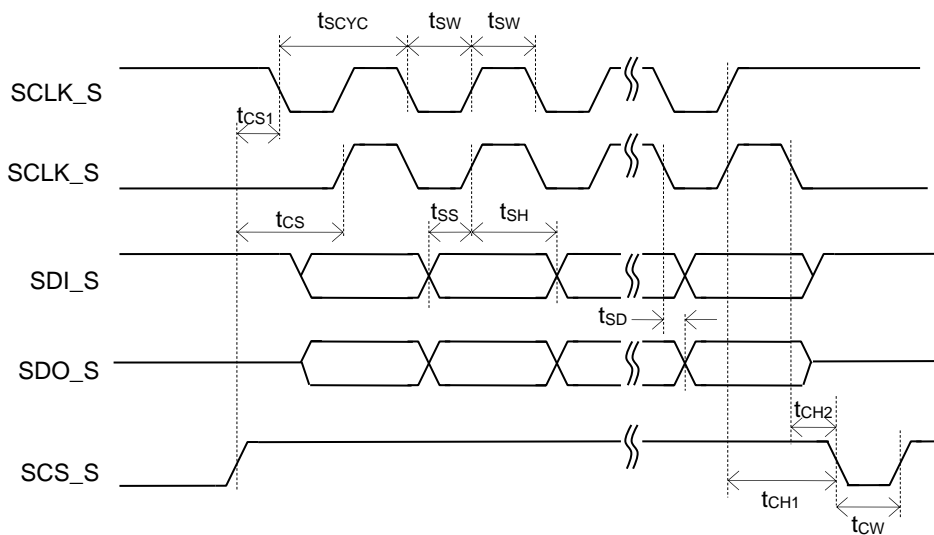 tSCYC tSW tSW
SCLK_S
tCS1
SCLK_S
tCS tSS tSH
SDI_S
tSD
SDO_S
tCH2
SCS_S
tCH1
tCW